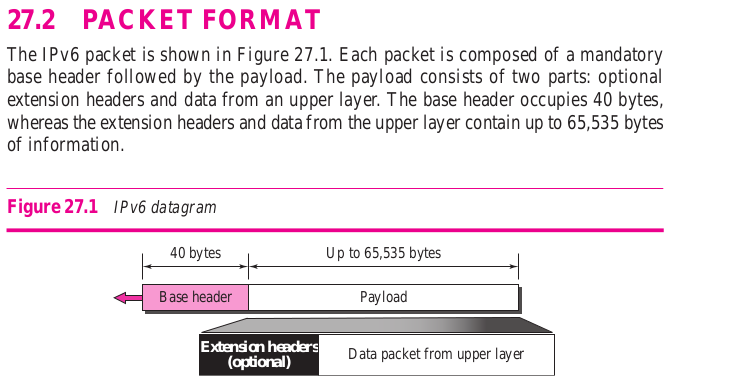 27.2 PACKET FORMAT
The IPv6 packet is shown in Figure 27.1. Each packet is composed of a mandatory
base header followed by the payload. The payload consists of two parts: optional
extension headers and data from an upper layer. The base header occupies 40 bytes,
whereas the extension headers and data from the upper layer contain up to 65,535 bytes
of information.
Figure 27.1 IPv6 datagram
40 bytes Up to 65,535 bytes
Base header Payload
Extension headers
(optional)
Data packet from upper layer